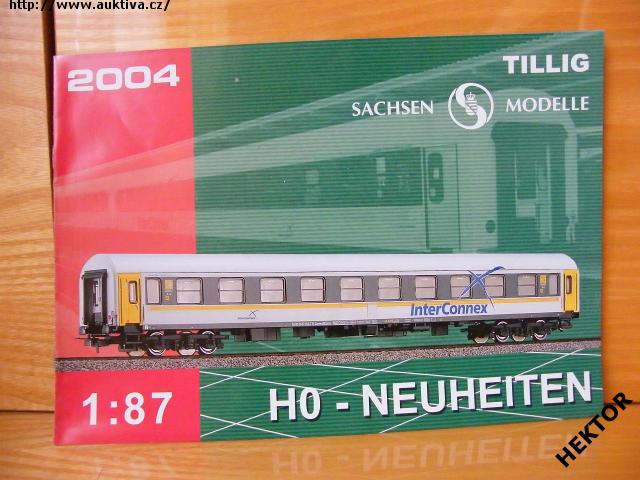 http://www.auktiva.cz/
2004
TILLIG
SACHSEN MODELLE
InterConnex
1:87
H0 - NEUHEITEN
HEKTOR